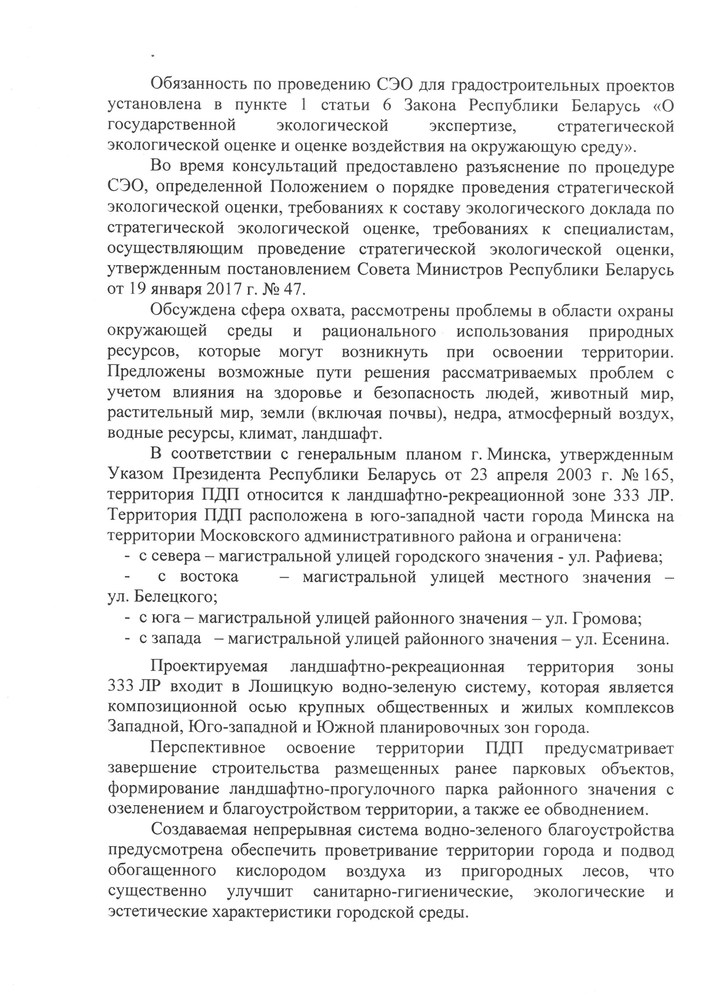 Обязанность по проведению СЭО для градостроительных проектов
установлена в пункте 1 статьи 6 Закона Республики Беларусь «О
государственной экологической экспертизе, стратегической
экологической оценке и оценке воздействия на окружающую среду».
Во время консультаций предоставлено разъяснение по процедуре
СЭО, определенной Положением о порядке проведения стратегической
экологической оценки, требованиях к составу экологического доклада по
стратегической экологической оценке, требованиях к специалистам,
осуществляющим проведение стратегической экологической оценки,
утвержденным постановлением Совета Министров Республики Беларусь
от 19 января 2017 г. № 47.
Обсуждена сфера охвата, рассмотрены проблемы в области охраны
окружающей среды и рационального использования природных
ресурсов, которые могут возникнуть при освоении территории.
Предложены возможные пути решения рассматриваемых проблем с
учетом влияния на здоровье и безопасность людей, животный мир,
растительный мир, земли (включая почвы), недра, атмосферный воздух,
водные ресурсы, климат, ландшафт.
В соответствии с генеральным планом г. Минска, утвержденным
Указом Президента Республики Беларусь от 23 апреля 2003 г. № 165,
территория ПДП относится к ландшафтно-рекреационной зоне 333 ЛР.
Территория ПДП расположена в юго-западной части города Минска на
территории Московского административного района и ограничена:
- с севера – магистральной улицей городского значения - ул. Рафиева;
- с востока – магистральной улицей местного значения –
ул. Белецкого;
- с юга – магистральной улицей районного значения – ул. Громова;
- с запада – магистральной улицей районного значения – ул. Есенина.
Проектируемая ландшафтно-рекреационная территория зоны
333 ЛР входит в Лошицкую водно-зеленую систему, которая является
композиционной осью крупных общественных и жилых комплексов
Западной, Юго-западной и Южной планировочных зон города.
Перспективное освоение территории ПДП предусматривает
завершение строительства размещенных ранее парковых объектов,
формирование ландшафтно-прогулочного парка районного значения с
озеленением и благоустройством территории, а также ее обводнением.
Создаваемая непрерывная система водно-зеленого благоустройства
предусмотрена обеспечить проветривание территории города и подвод
обогащенного кислородом воздуха из пригородных лесов, что
существенно улучшит санитарно-гигиенические, экологические и
эстетические характеристики городской среды.